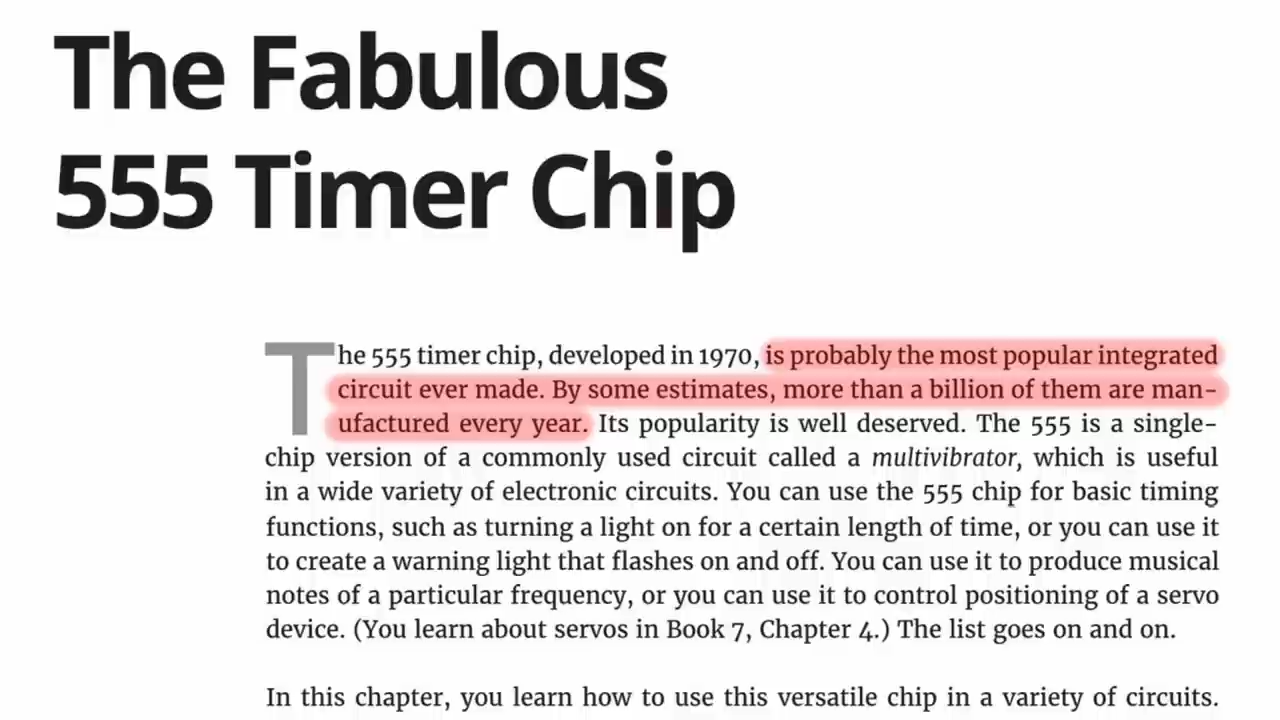 The Fabulous
555 Timer Chip
The 555 timer chip, developed in 1970, is probably the most popular integrated
circuit ever made. By some estimates, more than a billion of them are man-
ufactured every year. Its popularity is well deserved. The 555 is a single-
chip version of a commonly used circuit called a multivibrator, which is useful
in a wide variety of electronic circuits. You can use the 555 chip for basic timing
functions, such as turning a light on for a certain length of time, or you can use it
to create a warning light that flashes on and off. You can use it to produce musical
notes of a particular frequency, or you can use it to control positioning of a servo
device. (You learn about servos in Book 7, Chapter 4.) The list goes on and on.
In this chapter, you learn how to use this versatile chip in a variety of circuits.